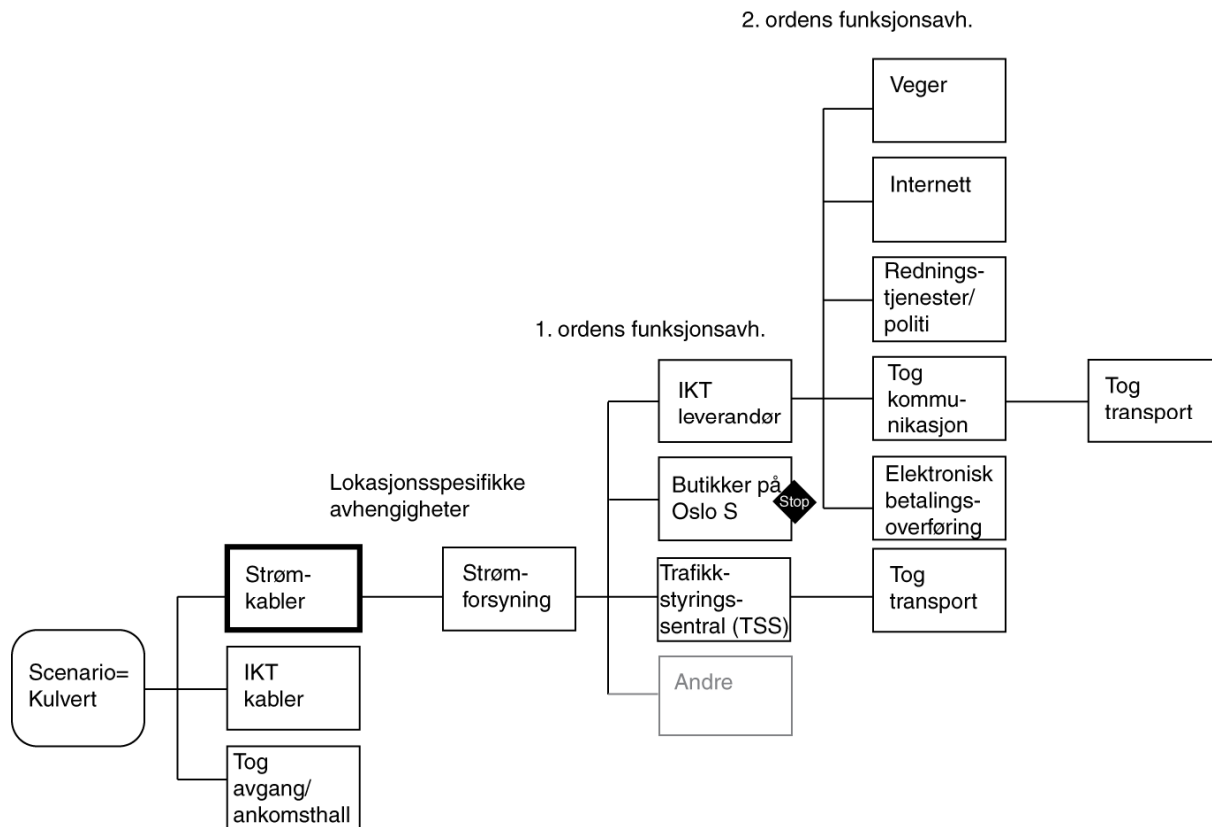 2. ordens funksjonsavh.
Veger
Internett
Rednings-
tjenester/
politi
1. ordens funksjonsavh.
IKT
leverandør
Tog
kommu-
nikasjon
Tog
transport
Lokasjonsspesifikke
avhengigheter
Butikker på
Oslo S
Stop
Elektronisk
betalings-
overføring
Strøm-
kabler
Strøm-
forsyning
Trafikk-
styrings-
sentral (TSS)
Tog
transport
Scenario=
Kulvert
IKT
kabler
Andre
Tog
avgang/
ankomsthall